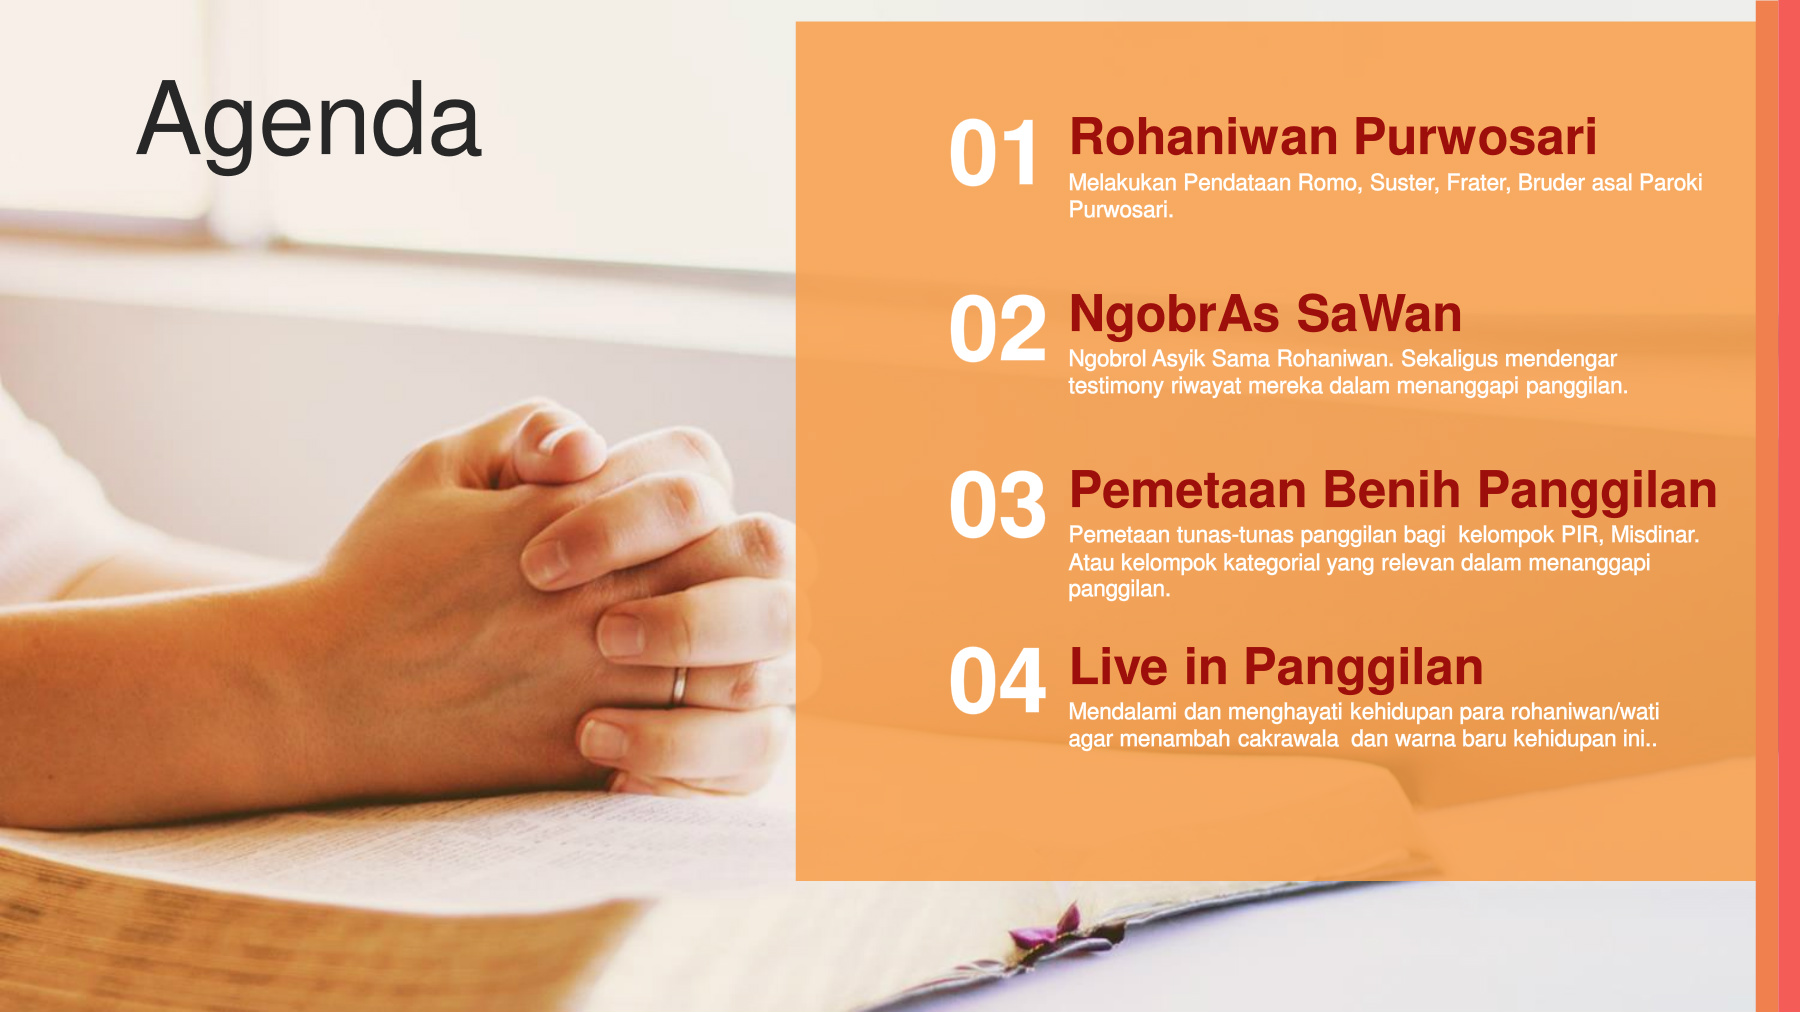 Agenda
01
Rohaniwan Purwosari
Melakukan Pendataan Romo, Suster, Frater, Bruder asal Paroki
Purwosari.
02
NgobrAs SaWan
Ngobrol Asyik Sama Rohaniwan. Sekaligus mendengar
testimony riwayat mereka dalam menanggapi panggilan.
03
Pemetaan Benih Panggilan
Pemetaan tunas-tunas panggilan bagi  kelompok PIR, Misdinar.
Atau kelompok kategorial yang relevan dalam menanggapi
panggilan.
04
Live in Panggilan
Mendalami dan menghayati kehidupan para rohaniwan/wati
agar menambah cakrawala  dan warna baru kehidupan ini..